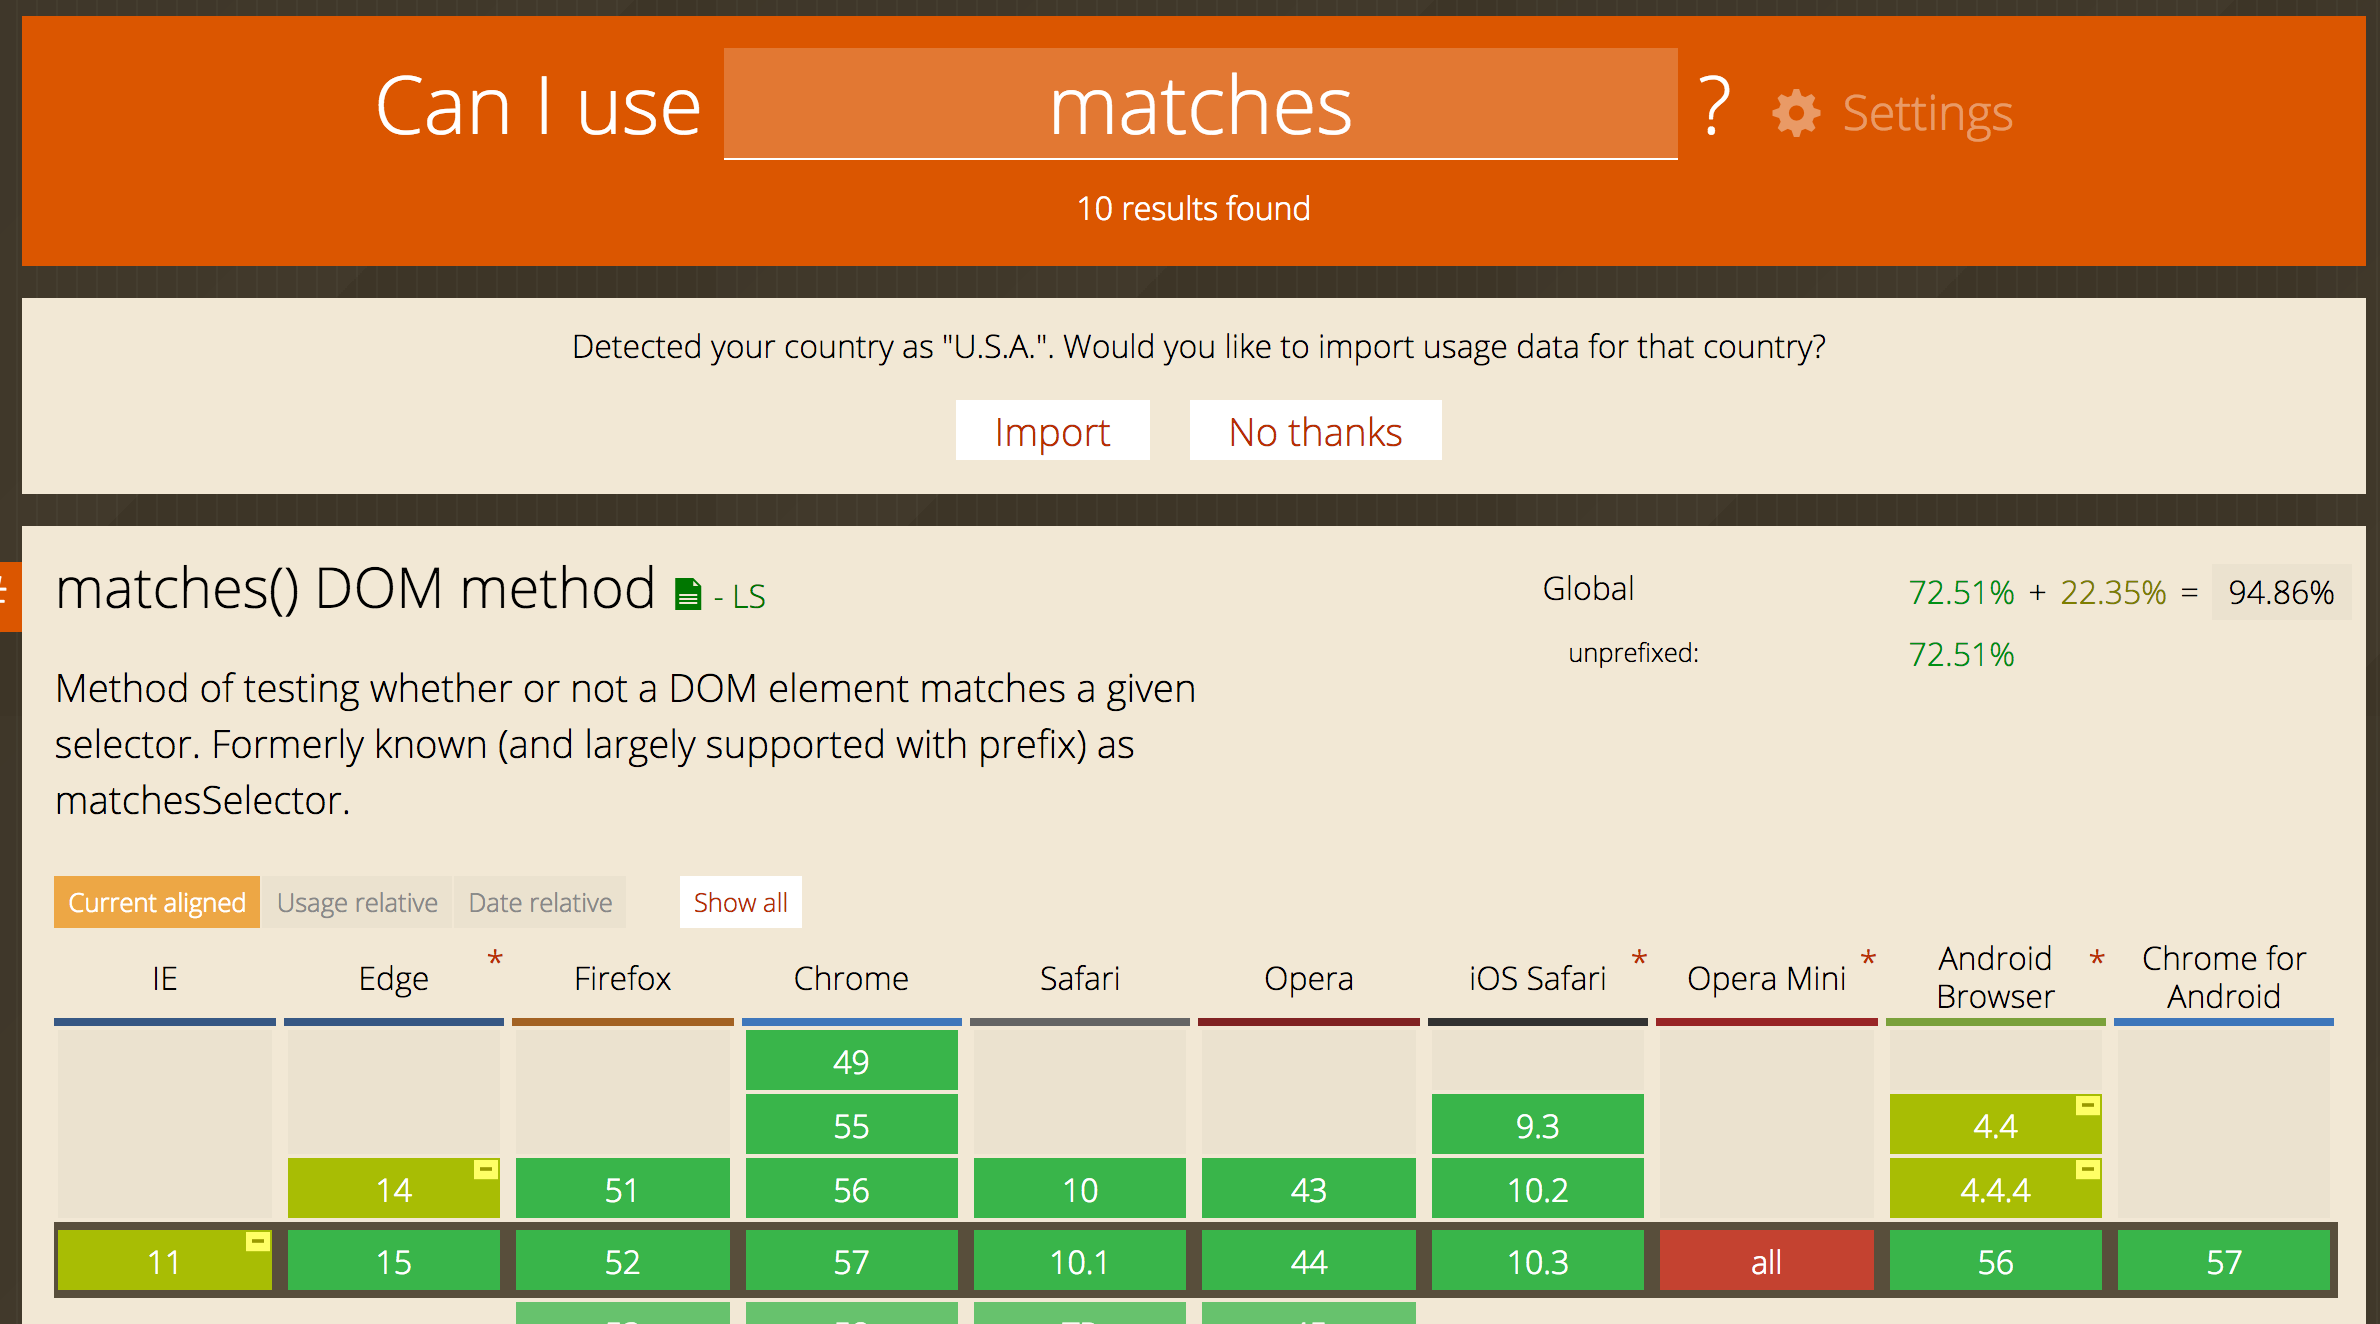 Can I use matches ? Settings
10 results found
Detected your country as "U.S.A.". Would you like to import usage data for that country?
Import No thanks
matches() DOM method - LS
Global 72.51% + 22.35% = 94.86%
unprefixed: 72.51%
Method of testing whether or not a DOM element matches a given
selector. Formerly known (and largely supported with prefix) as
matchesSelector.
Current aligned Usage relative Date relative Show all
IE Edge * Firefox Chrome Safari Opera iOS Safari * Opera Mini * Android Browser * Chrome for Android
49
55 9.3 4.4
14 51 56 10 43 10.2 4.4.4
11 15 52 57 10.1 44 10.3 all 56 57